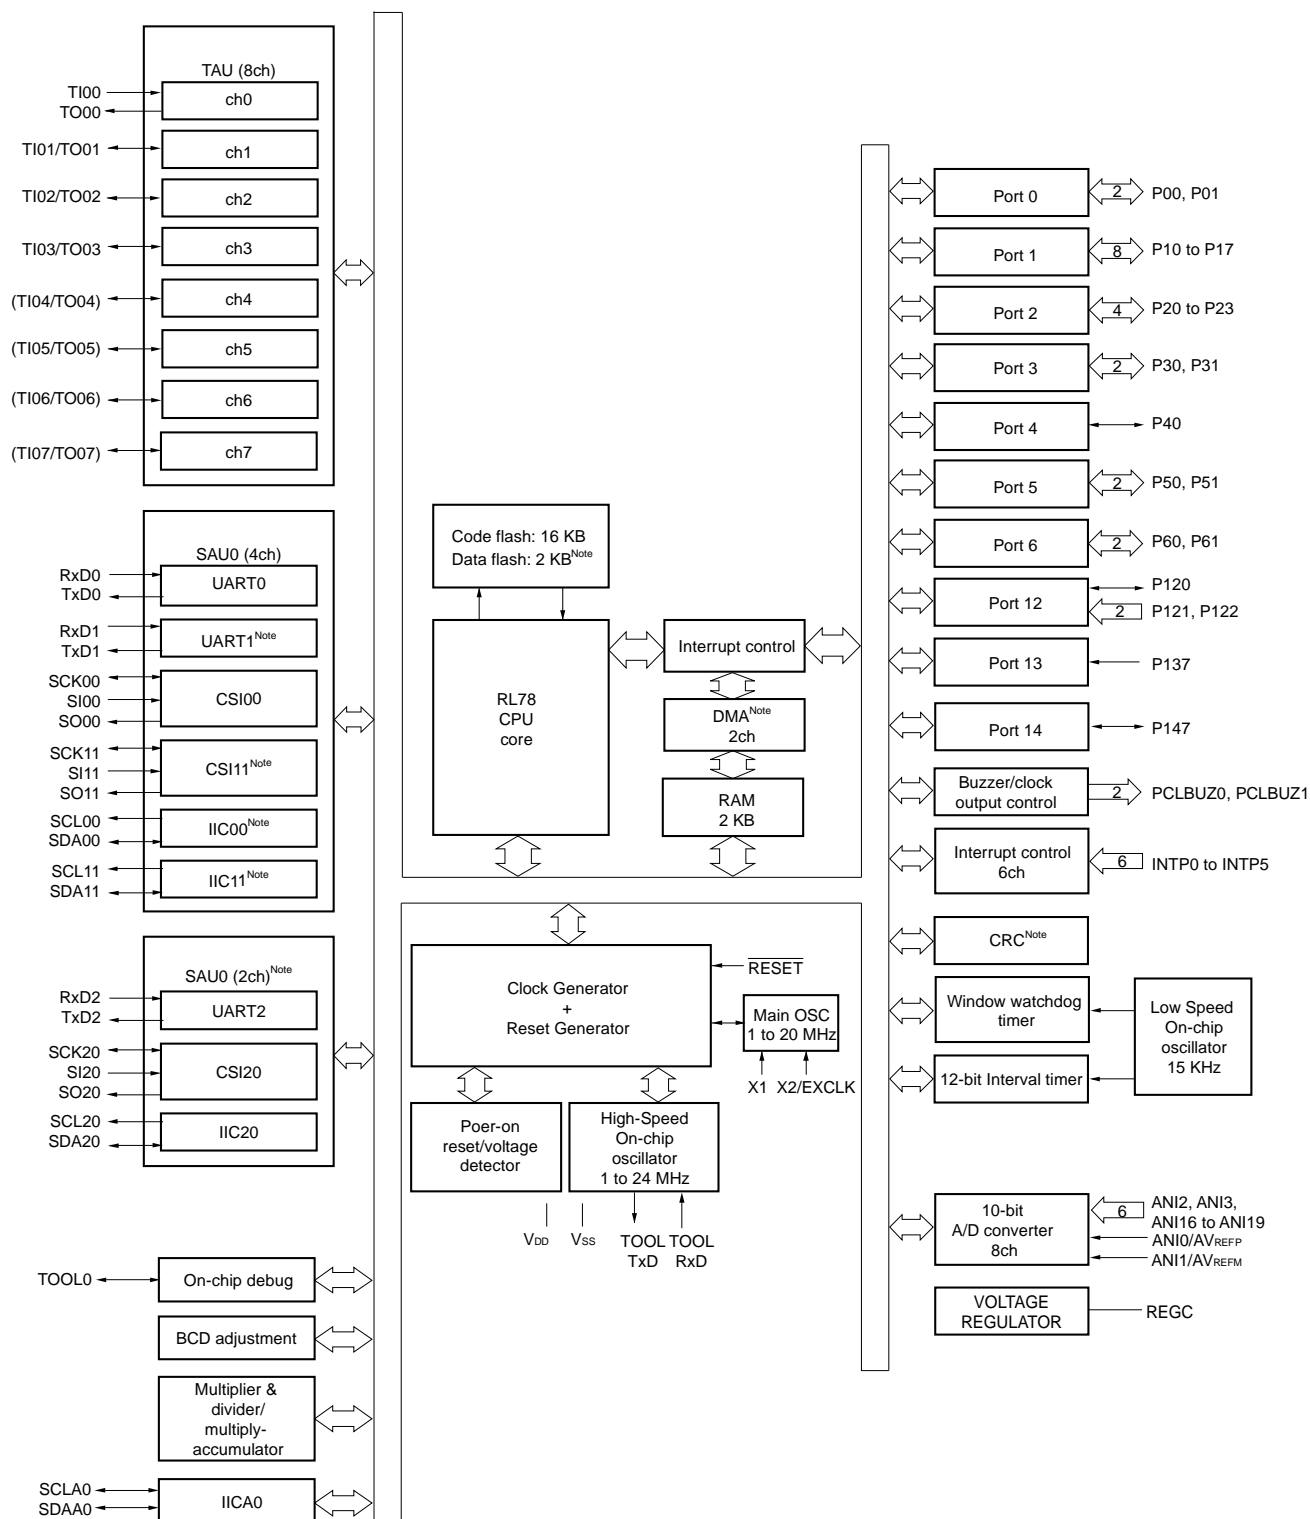 TAU (8ch)
TI00
TO00
ch0
TI01/TO01
ch1
TI02/TO02
ch2
TI03/TO03
ch3
(TI04/TO04)
ch4
(TI05/TO05)
ch5
(TI06/TO06)
ch6
(TI07/TO07)
ch7
SAU0 (4ch)
RxD0
TxD0
UART0
RxD1
TxD1
UART1Note
SCK00
SI00
SO00
CSI00
SCK11
SI11
SO11
CSI11Note
SCL00
SDA00
IIC00Note
SCL11
SDA11
IIC11Note
SAU0 (2ch)Note
RxD2
TxD2
UART2
SCK20
SI20
SO20
CSI20
SCL20
SDA20
IIC20
TOOL0
On-chip debug
BCD adjustment
Multiplier &
divider/
multiply-
accumulator
SCLA0
SDAA0
IICA0
Code flash: 16 KB
Data flash: 2 KBNote
RL78
CPU
core
Interrupt control
DMANote
2ch
RAM
2 KB
Clock Generator
+
Reset Generator
RESET
Main OSC
1 to 20 MHz
X1 X2/EXCLK
Poer-on
reset/voltage
detector
High-Speed
On-chip
oscillator
1 to 24 MHz
VDD
VSS
TOOL
TxD
TOOL
RxD
Port 0
2
P00, P01
Port 1
8
P10 to P17
Port 2
4
P20 to P23
Port 3
2
P30, P31
Port 4
P40
Port 5
2
P50, P51
Port 6
2
P60, P61
Port 12
P120
2
P121, P122
Port 13
P137
Port 14
P147
Buzzer/clock
output control
2
PCLBUZ0, PCLBUZ1
Interrupt control
6ch
6
INTP0 to INTP5
CRCNote
Window watchdog
timer
12-bit Interval timer
Low Speed
On-chip
oscillator
15 KHz
10-bit
A/D converter
8ch
6
ANI2, ANI3,
ANI16 to ANI19
ANI0/AVREFP
ANI1/AVREFM
VOLTAGE
REGULATOR
REGC